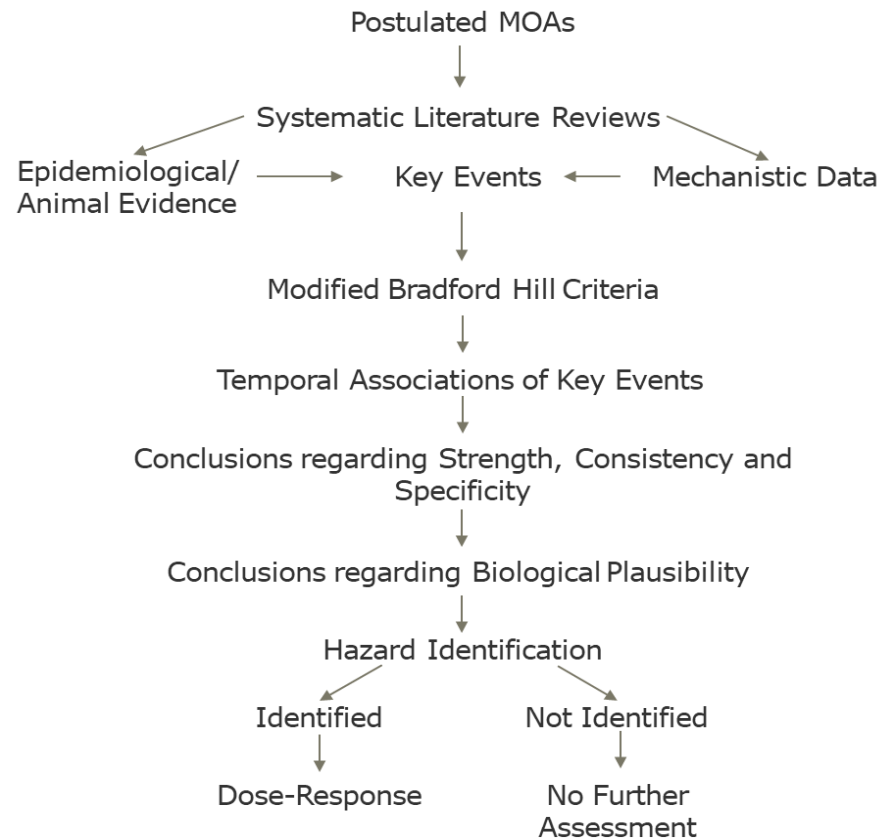 Postulated MOAs
Systematic Literature Reviews
Epidemiological/
Animal Evidence
Key Events
Mechanistic Data
Modified Bradford Hill Criteria
Temporal Associations of Key Events
Conclusions regarding Strength, Consistency and
Specificity
Conclusions regarding Biological Plausibility
Hazard Identification
Identified
Not Identified
Dose-Response
No Further
Assessment